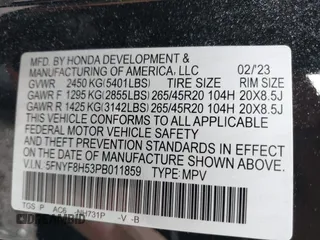 MFD. BY HONDA DEVELOPMENT &
MANUFACTURING OF AMERICA, LLC 02/'23
GVWR 2450 KG(5401LBS) TIRE SIZE RIM SIZE
GAWR F 1295 KG(2855LBS) 265/45R20 104H 20X8.5J
GAWR R 1425 KG(3142LBS) 265/45R20 104H 20X8.5J
THIS VEHICLE CONFORMS TO ALL APPLICABLE
FEDERAL MOTOR VEHICLE SAFETY, BUMPER,
AND THEFT PREVENTION STANDARDS IN EFFECT
ON THE DATE OF MANUFACTURE SHOWN ABOVE.
V.I.N. 5FNYF8H53PB011859 TYPE:MPV
-V -B